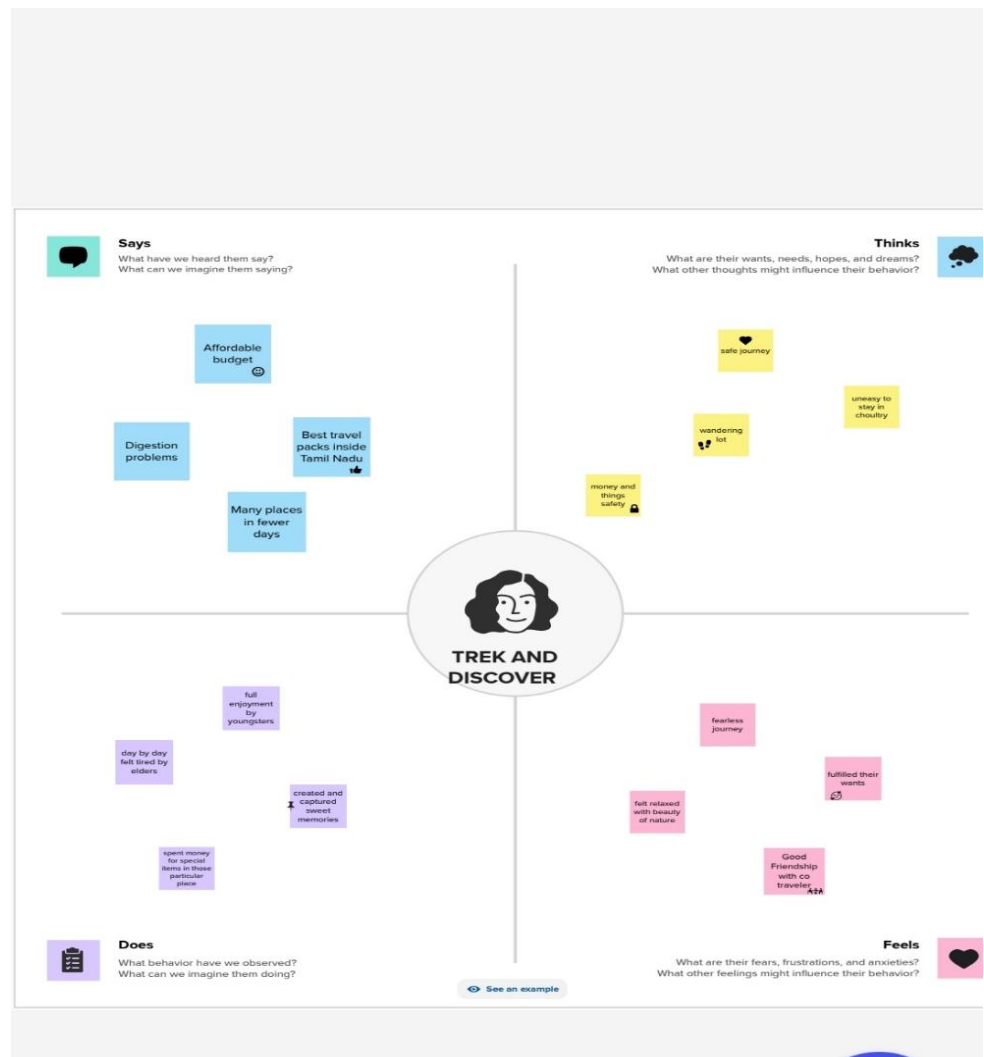 Says
What have we heard them say?
What can we imagine them saying?
Thinks
What are their wants, needs, hopes, and dreams?
What other thoughts might influence their behavior?
Affordable
budget
Digestion
problems
Best travel
packs inside
Tamil Nadu
Many places
in fewer
days
safe journey
uneasy to
stay in
choultry
wandering
lot
money and
things
safety
TREK AND
DISCOVER
full
enjoyment
by
youngsters
day by day
felt tired by
elders
created and
captured
sweet
memories
spent money
for special
items in those
particular
place
fearless
journey
fulfilled their
wants
felt relaxed
with beauty
of nature
Good
Friendship
with co
traveler
Does
What behavior have we observed?
What can we imagine them doing?
Feels
What are their fears, frustrations, and anxieties?
What other feelings might influence their behavior?
See an example